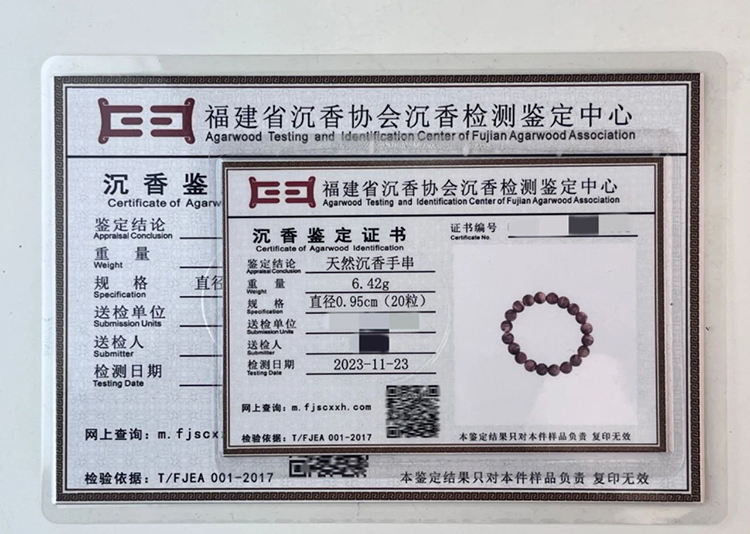 福建省沉香协会沉香检测鉴定中心
Agarwood Testing and Identification Center of Fujian Agarwood Association
沉香鉴
Certificate of Agarw
鉴定结论
Appraisal Conclusion
重 量
Weight
规 格 直径
Specification
送检单位
Submission Units
送检人
Submitter
检测日期
Testing Date
网上查询：m.fjscx
检验依据：T/FJEA 001-2017
本鉴定结果只对本件样品负责 复印无效
福建省沉香协会沉香检测鉴定中心
Agarwood Testing and Identification Center of Fujian Agarwood Association
沉香鉴定证书
Certificate of Agarwood Identification
证书编号
Certificate No.
鉴定结论 天然沉香手串
Appraisal Conclusion
重 量 6.42g
Weight
规 格 直径0.95cm（20粒）
Specification
送检单位
Submission Units
送检人
Submitter
检测日期 2023-11-23
Testing Date
网上查询：m.fjscxxh.com
检验依据：T/FJEA 001-2017
本鉴定结果只对本件样品负责 复印无效